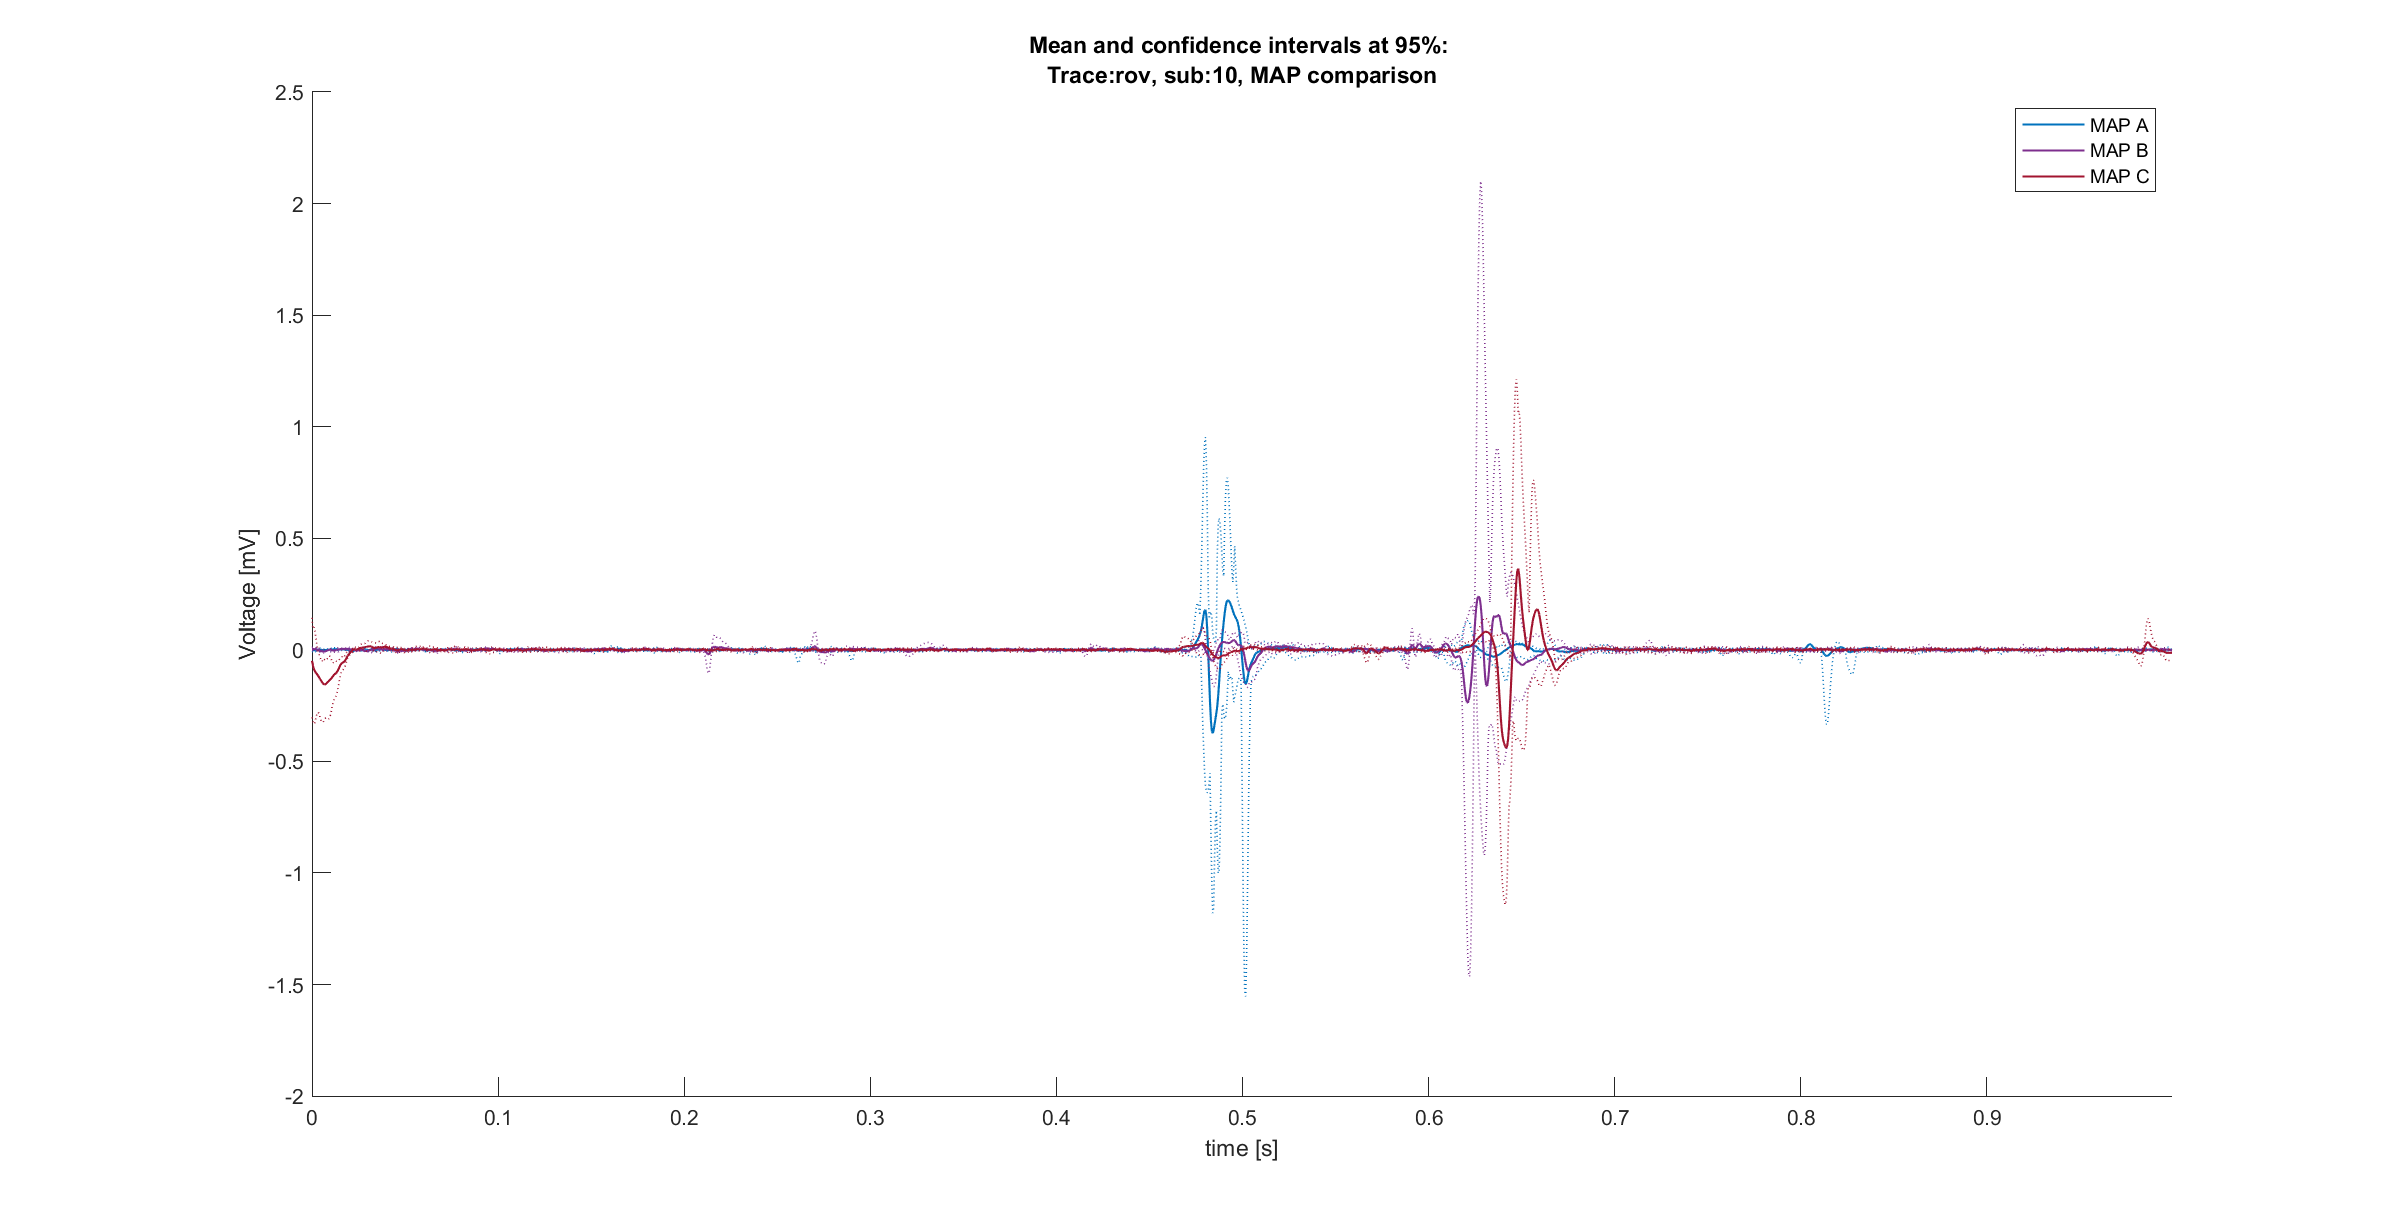 Mean and confidence intervals at 95%:
Trace:rov, sub:10, MAP comparison
MAP A
MAP B
MAP C
Voltage [mV]
2.5
2
1.5
1
0.5
0
-0.5
-1
-1.5
-2
0 0.1 0.2 0.3 0.4 0.5 0.6 0.7 0.8 0.9
time [s]